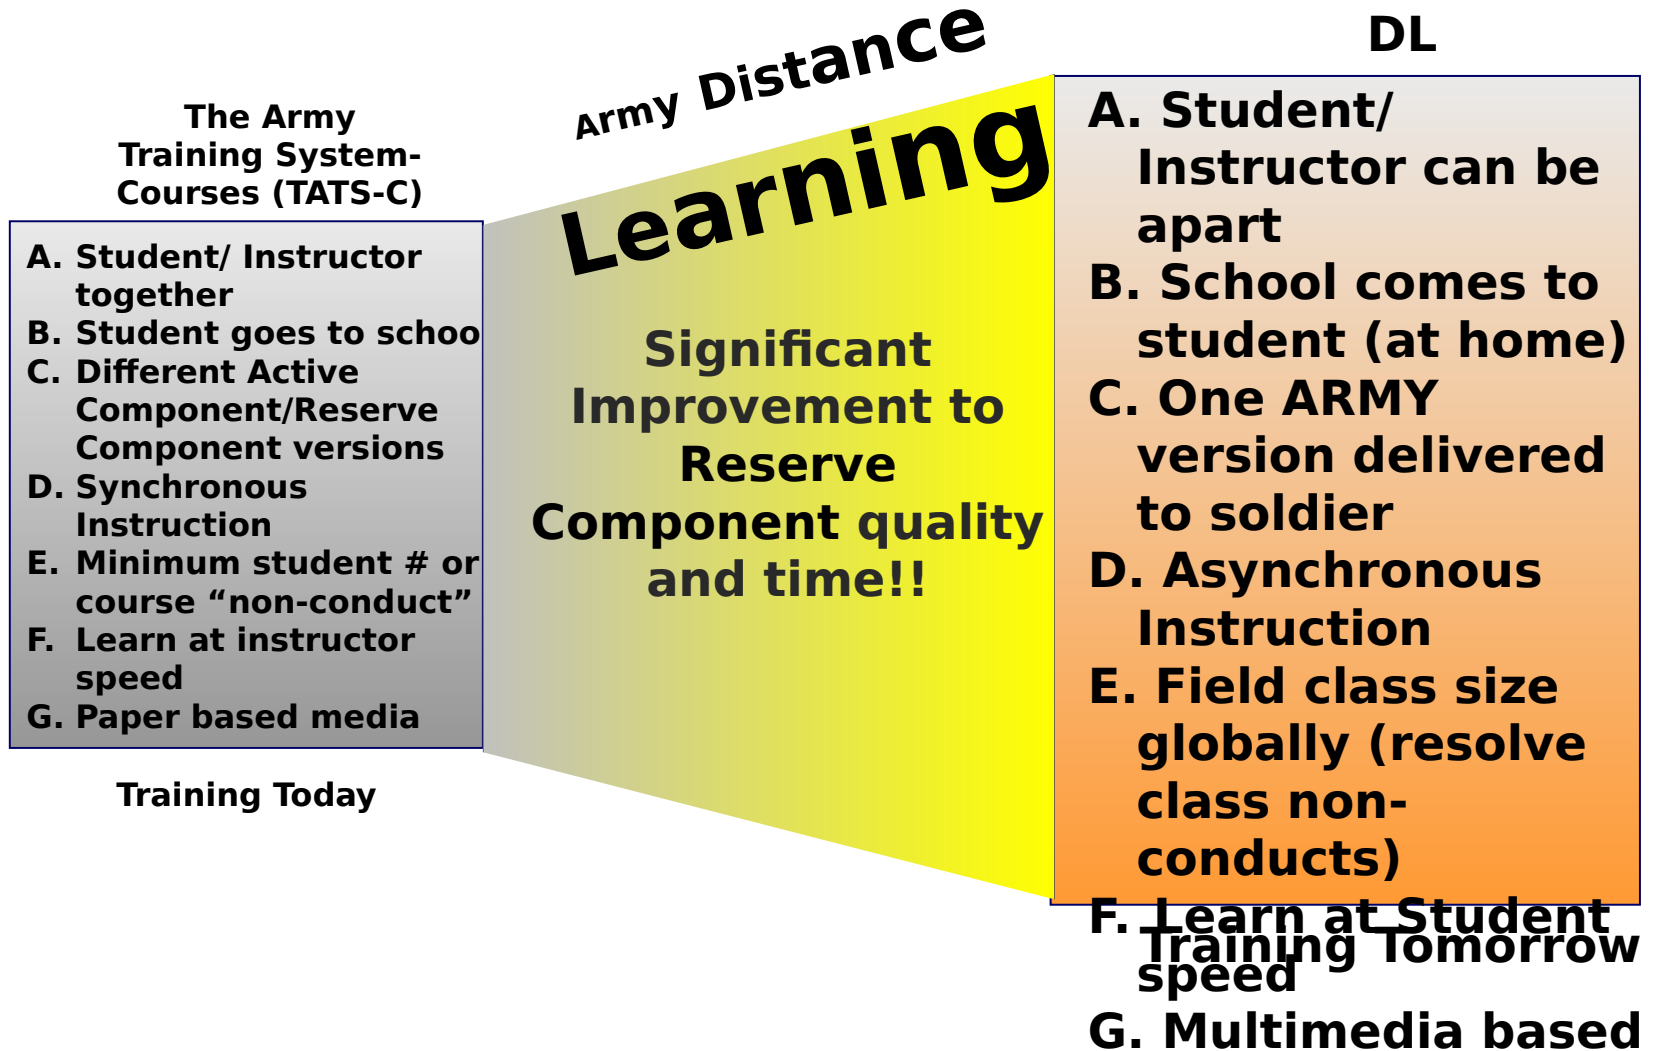 The Army
Training System-
Courses (TATS-C)
A. Student/ Instructor
together
B. Student goes to schoo
C. Different Active
Component/Reserve
Component versions
D. Synchronous
Instruction
E. Minimum student # or
course “non-conduct”
F. Learn at instructor
speed
G. Paper based media
Training Today
Army Distance
Learning
Significant
Improvement to
Reserve
Component quality
and time!!
DL
A. Student/
Instructor can be
apart
B. School comes to
student (at home)
C. One ARMY
version delivered
to soldier
D. Asynchronous
Instruction
E. Field class size
globally (resolve
class non-
conducts)
F. Learn at Student
speed
G. Multimedia based
Training Tomorrow